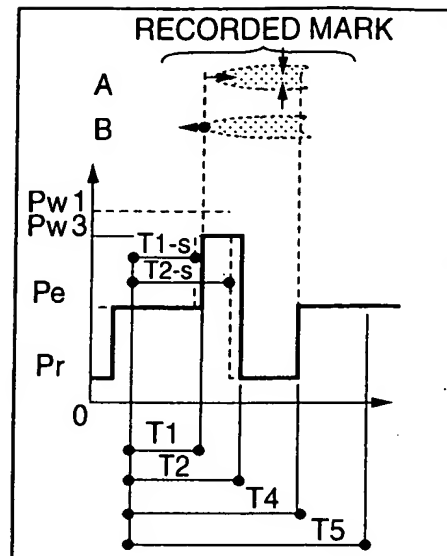 RECORDED MARK
A
B
Pw1
Pw3
T1-s
T2-s
Pe
Pr
0
T1
T2
T4
T5